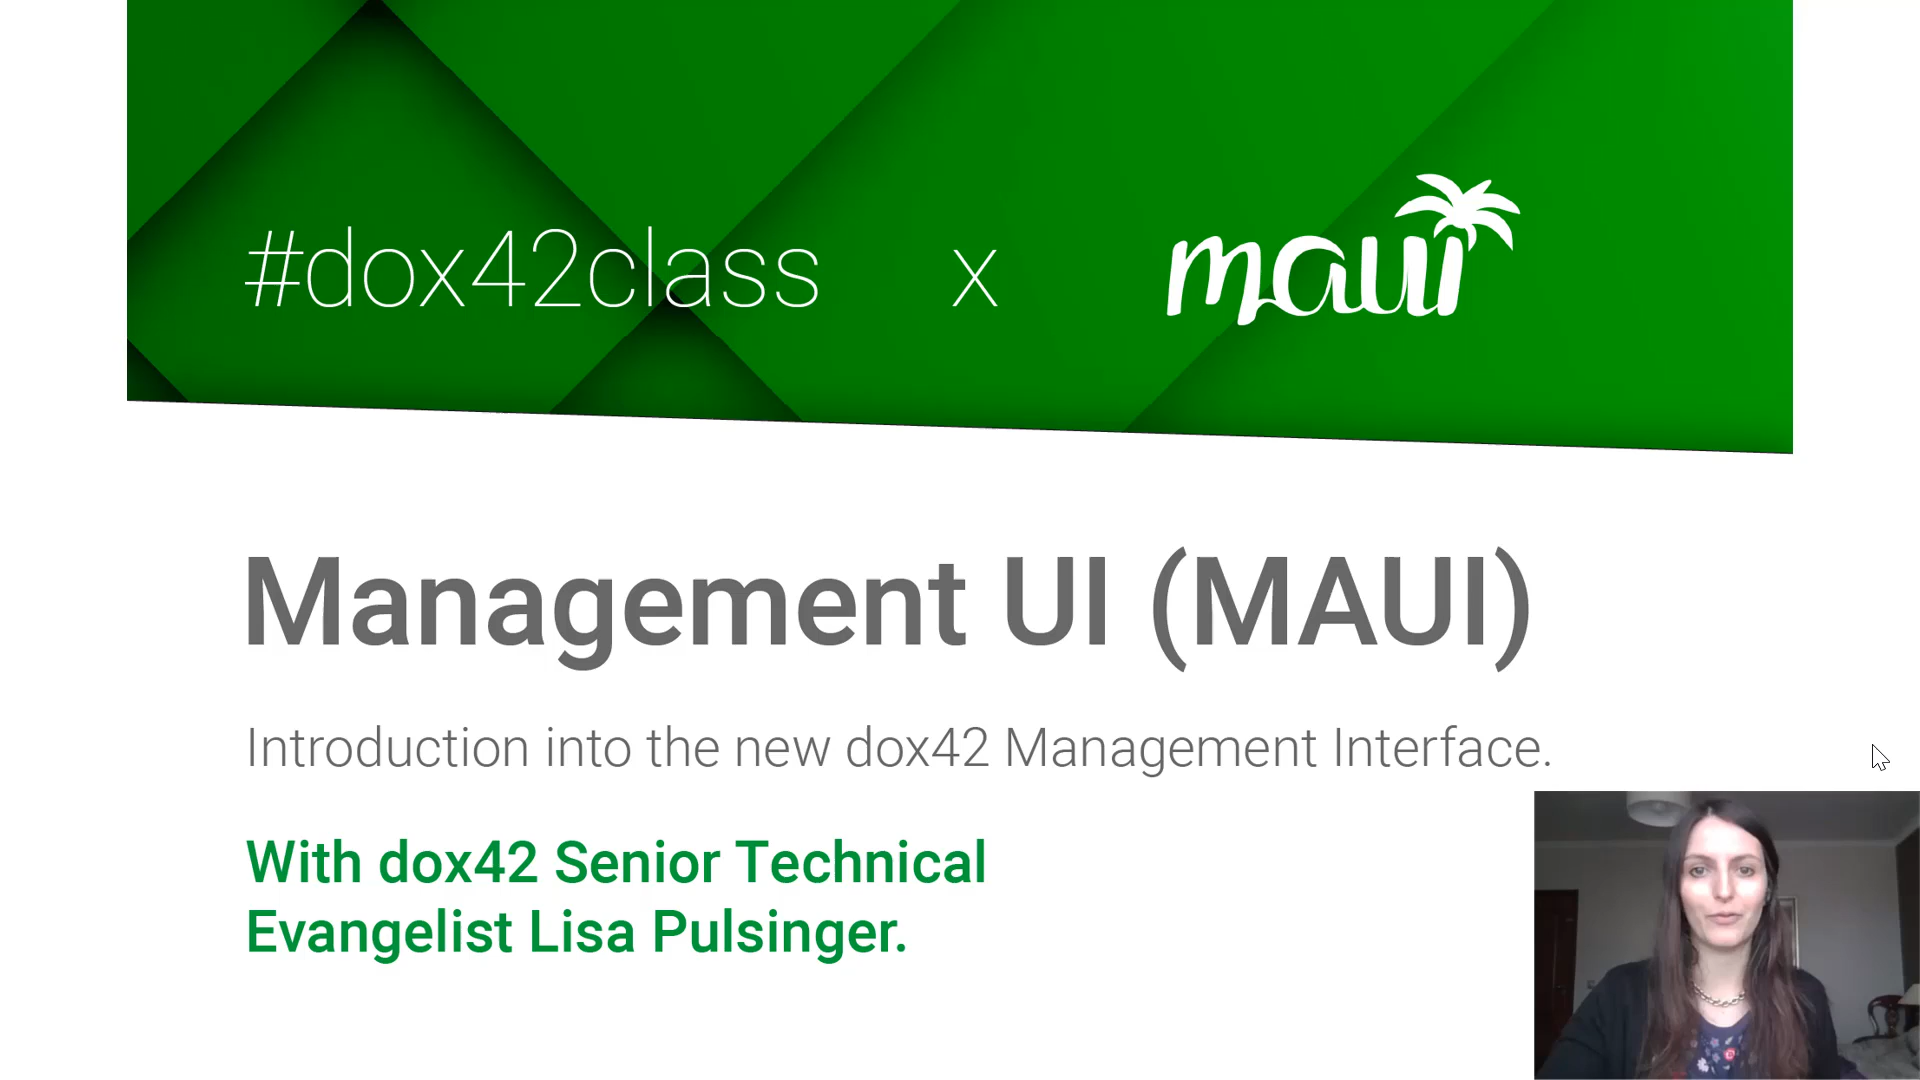 #dox42class x maui
Management UI (MAUI)
Introduction into the new dox42 Management Interface.
With dox42 Senior Technical
Evangelist Lisa Pulsinger.